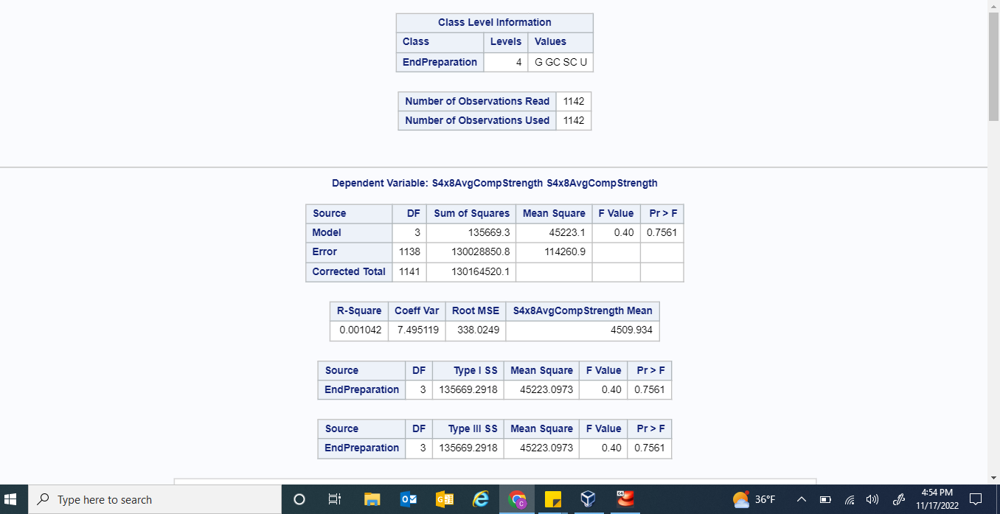 Class Level Information
Class Levels Values
EndPreparation 4 G GC SC U
Number of Observations Read 1142
Number of Observations Used 1142
Dependent Variable: S4x8AvgCompStrength S4x8AvgCompStrength
Source DF Sum of Squares Mean Square F Value Pr > F
Model 3 135669.3 45223.1 0.40 0.7561
Error 1138 130028850.8 114260.9
Corrected Total 1141 130164520.1
R-Square Coeff Var Root MSE S4x8AvgCompStrength Mean
0.001042 7.495119 338.0249 4509.934
Source DF Type I SS Mean Square F Value Pr > F
EndPreparation 3 135669.2918 45223.0973 0.40 0.7561
Source DF Type III SS Mean Square F Value Pr > F
EndPreparation 3 135669.2918 45223.0973 0.40 0.7561
Type here to search
36°F
4:54 PM
11/17/2022